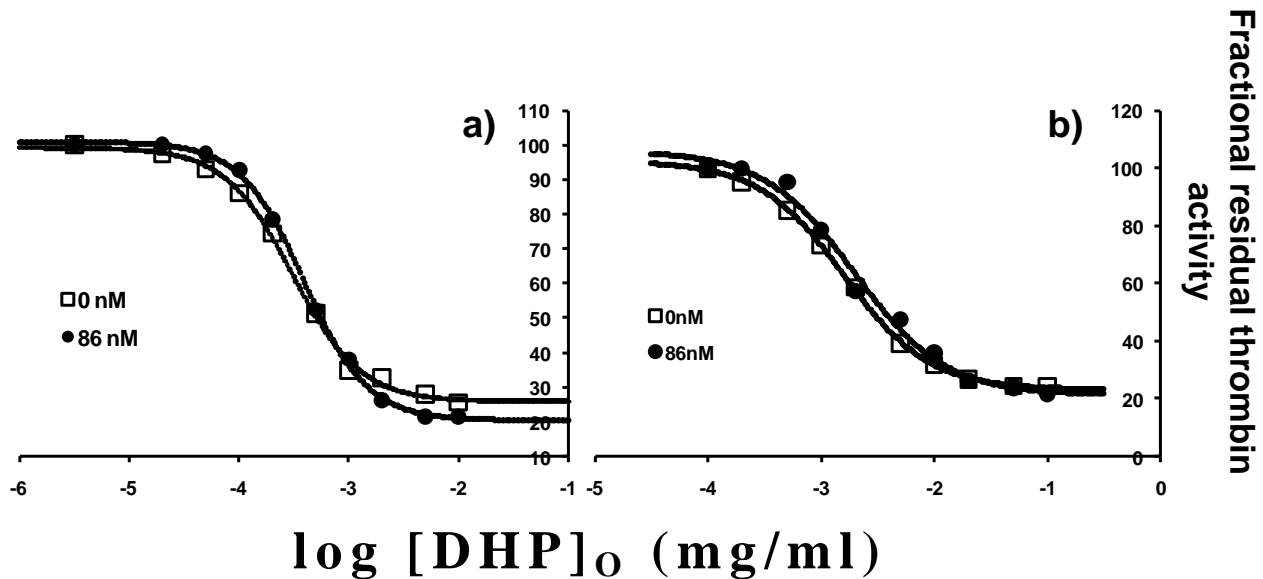 a)
110
100
90
80
70
60
50
40
30
20
10
□ 0 nM
● 86 nM
-6 -5 -4 -3 -2 -1
b)
120
100
80
60
40
20
0
□ 0nM
● 86nM
-5 -4 -3 -2 -1 0
Fractional residual thrombin
activity
log [DHP]O (mg/ml)